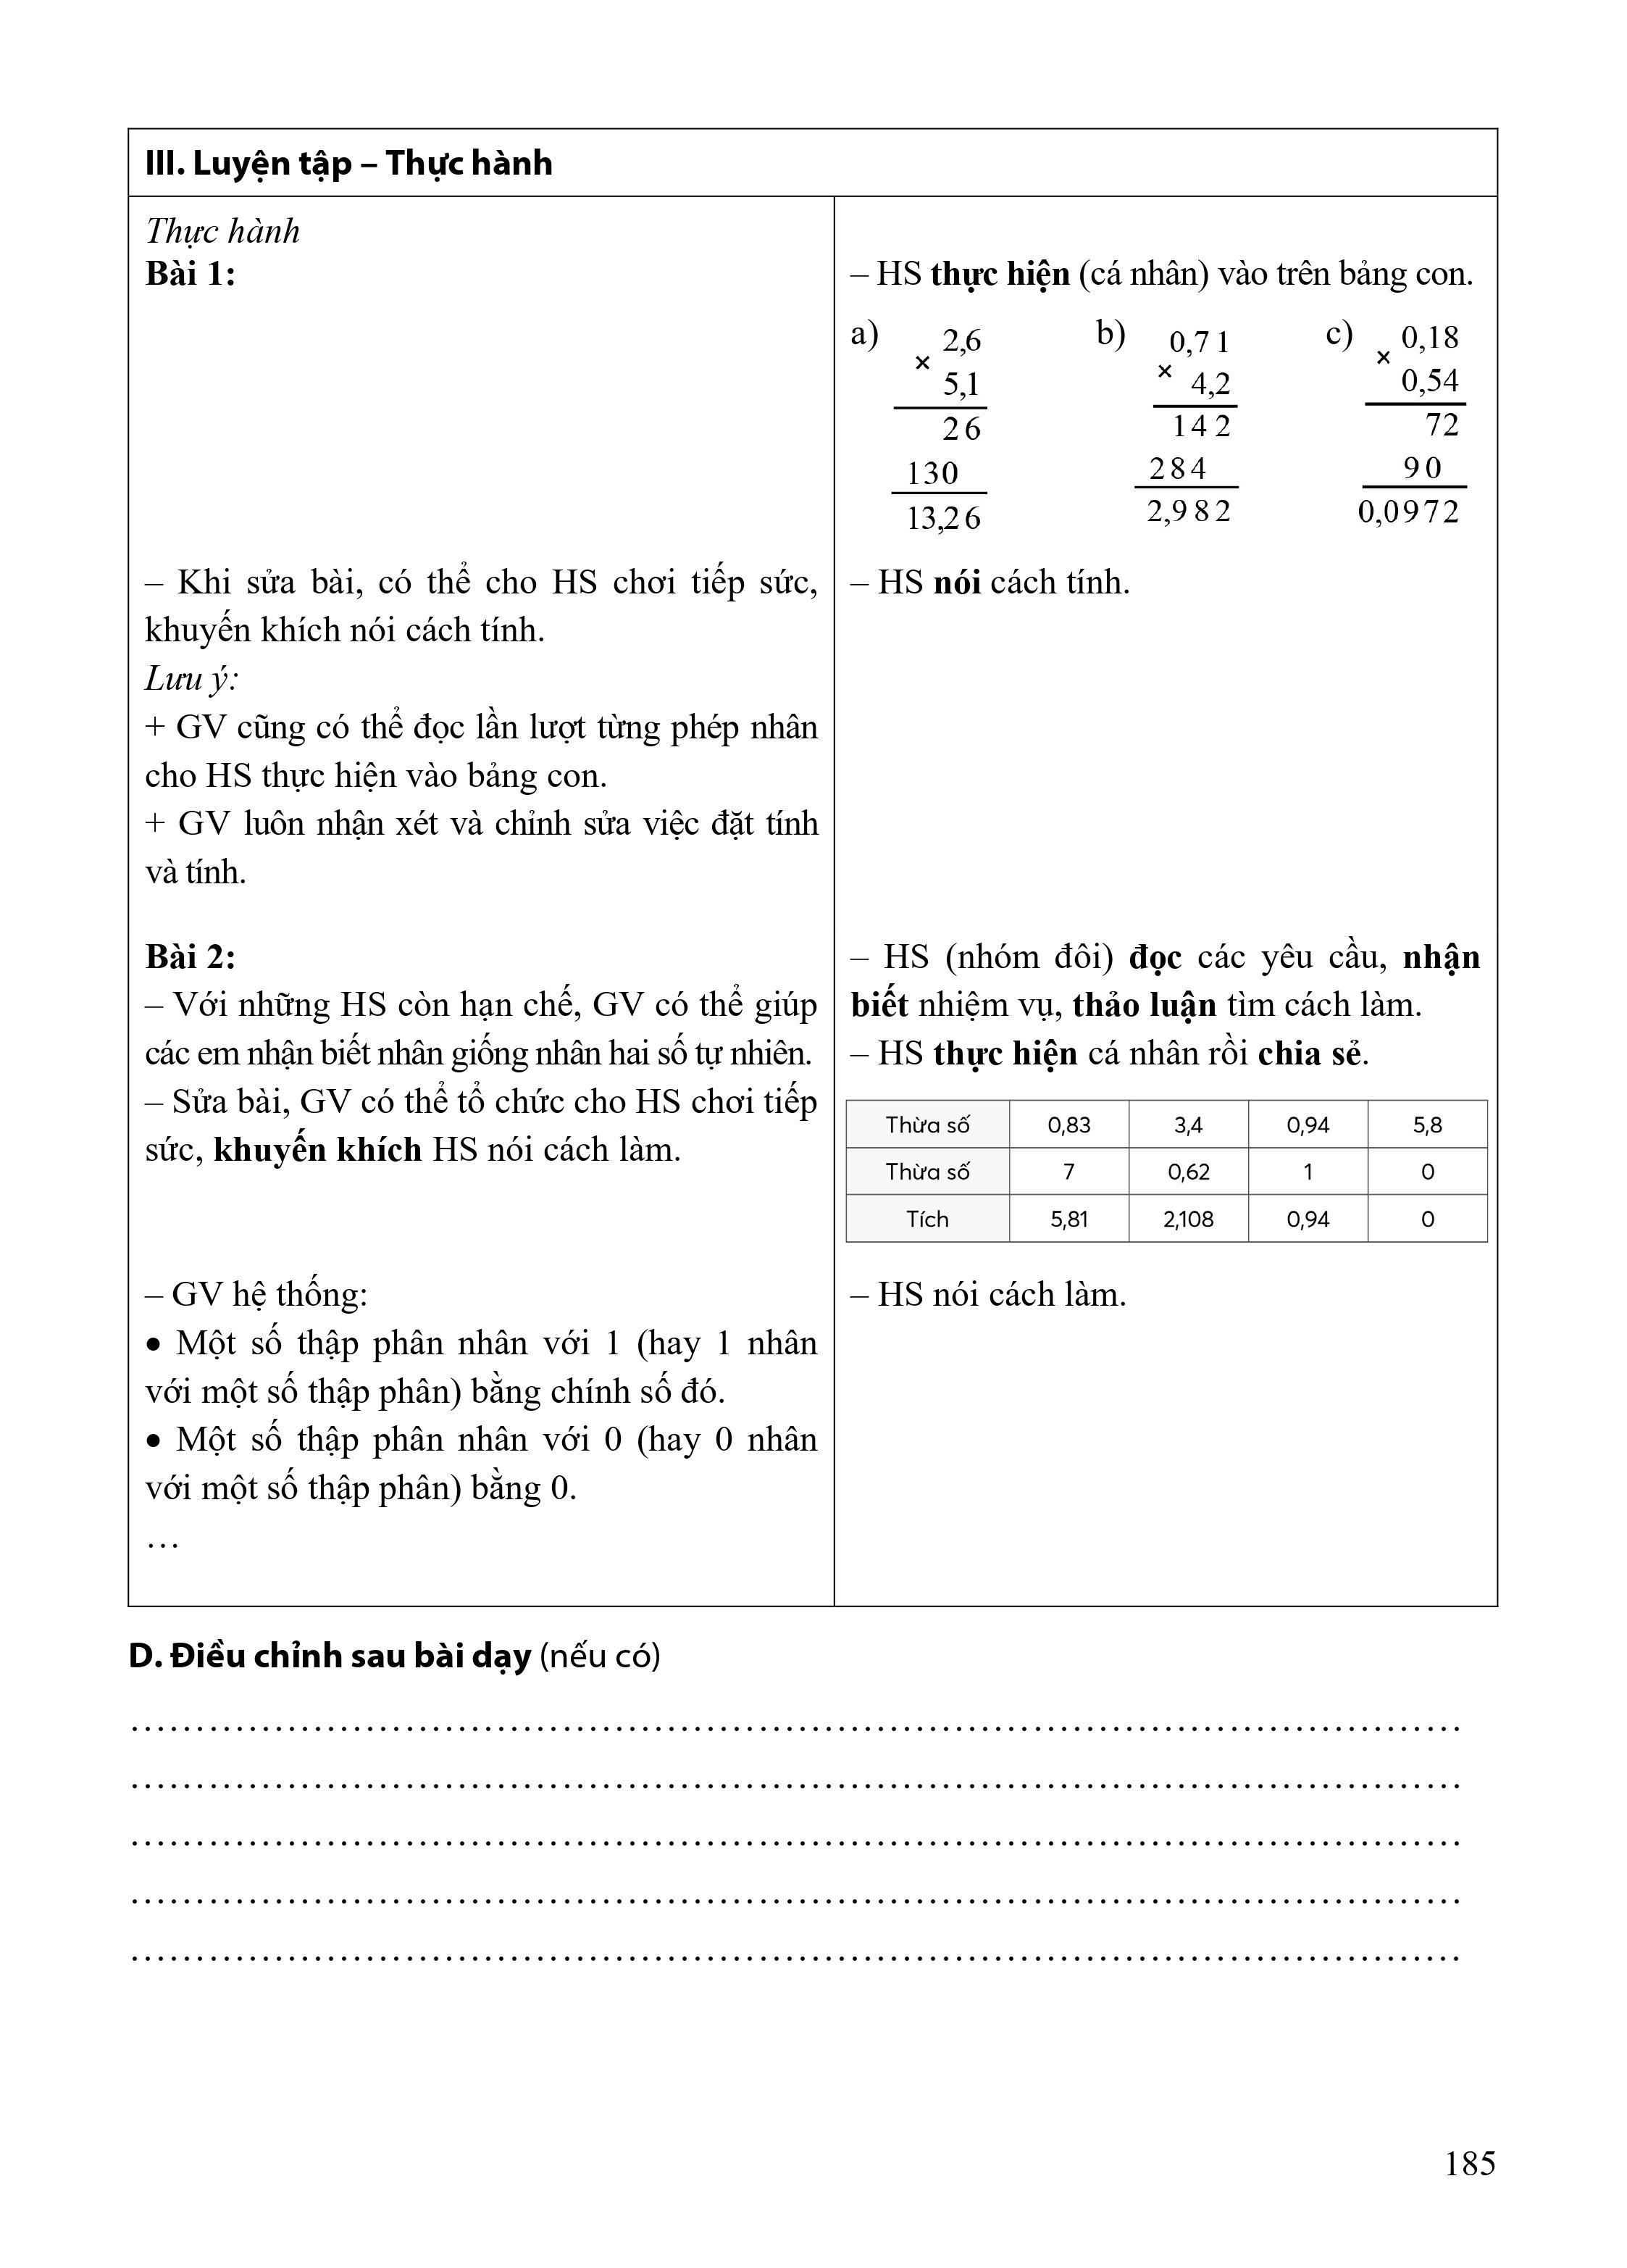 III. Luyện tập – Thực hành
Thực hành
Bài 1:
– HS thực hiện (cá nhân) vào trên bảng con.
a) 2,6
×
5,1
26
130
13,26
b) 0,71
×
4,2
142
284
2,982
c) 0,18
×
0,54
72
90
0,0972
– Khi sửa bài, có thể cho HS chơi tiếp sức,
khuyến khích nói cách tính.
– HS nói cách tính.
Lưu ý:
+ GV cũng có thể đọc lần lượt từng phép nhân
cho HS thực hiện vào bảng con.
+ GV luôn nhận xét và chỉnh sửa việc đặt tính
và tính.
Bài 2:
– Với những HS còn hạn chế, GV có thể giúp
các em nhận biết nhân giống nhân hai số tự nhiên.
– Sửa bài, GV có thể tổ chức cho HS chơi tiếp
sức, khuyến khích HS nói cách làm.
– HS (nhóm đôi) đọc các yêu cầu, nhận
biết nhiệm vụ, thảo luận tìm cách làm.
– HS thực hiện cá nhân rồi chia sẻ.
Thừa số 0,83 3,4 0,94 5,8
Thừa số 7 0,62 1 0
Tích 5,81 2,108 0,94 0
– GV hệ thống:
• Một số thập phân nhân với 1 (hay 1 nhân
với một số thập phân) bằng chính số đó.
• Một số thập phân nhân với 0 (hay 0 nhân
với một số thập phân) bằng 0.
…
– HS nói cách làm.
D. Điều chỉnh sau bài dạy (nếu có)
……………………………………………………………………………………
……………………………………………………………………………………
……………………………………………………………………………………
……………………………………………………………………………………
……………………………………………………………………………………
185